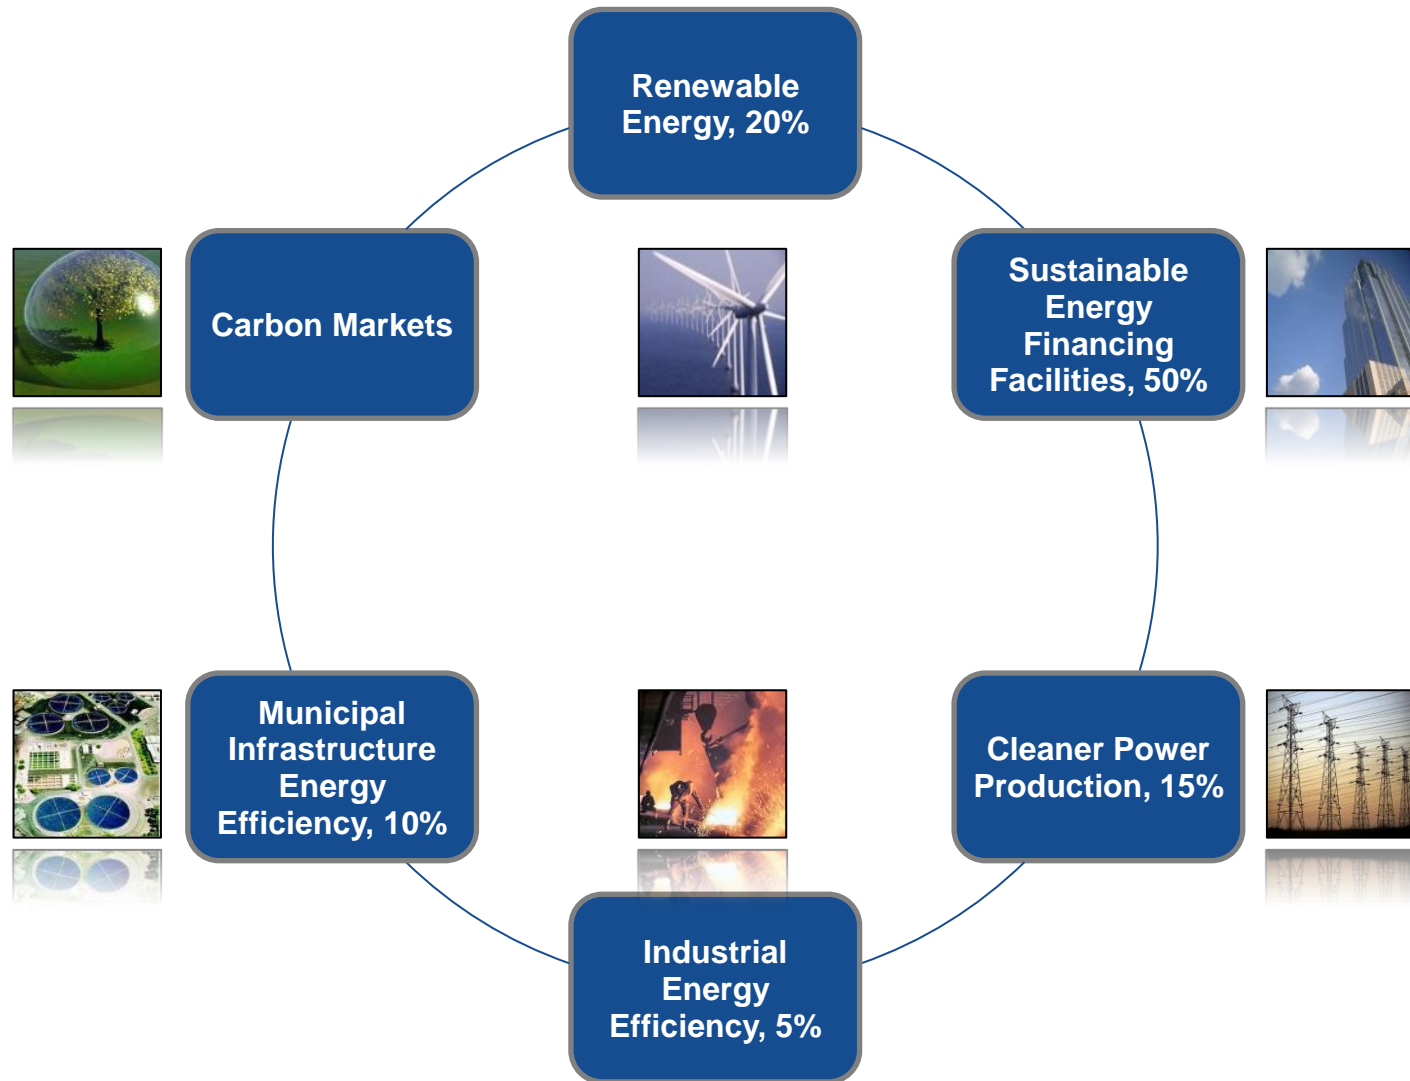 Renewable
Energy, 20%
Carbon Markets
Sustainable
Energy
Financing
Facilities, 50%
Municipal
Infrastructure
Energy
Efficiency, 10%
Cleaner Power
Production, 15%
Industrial
Energy
Efficiency, 5%